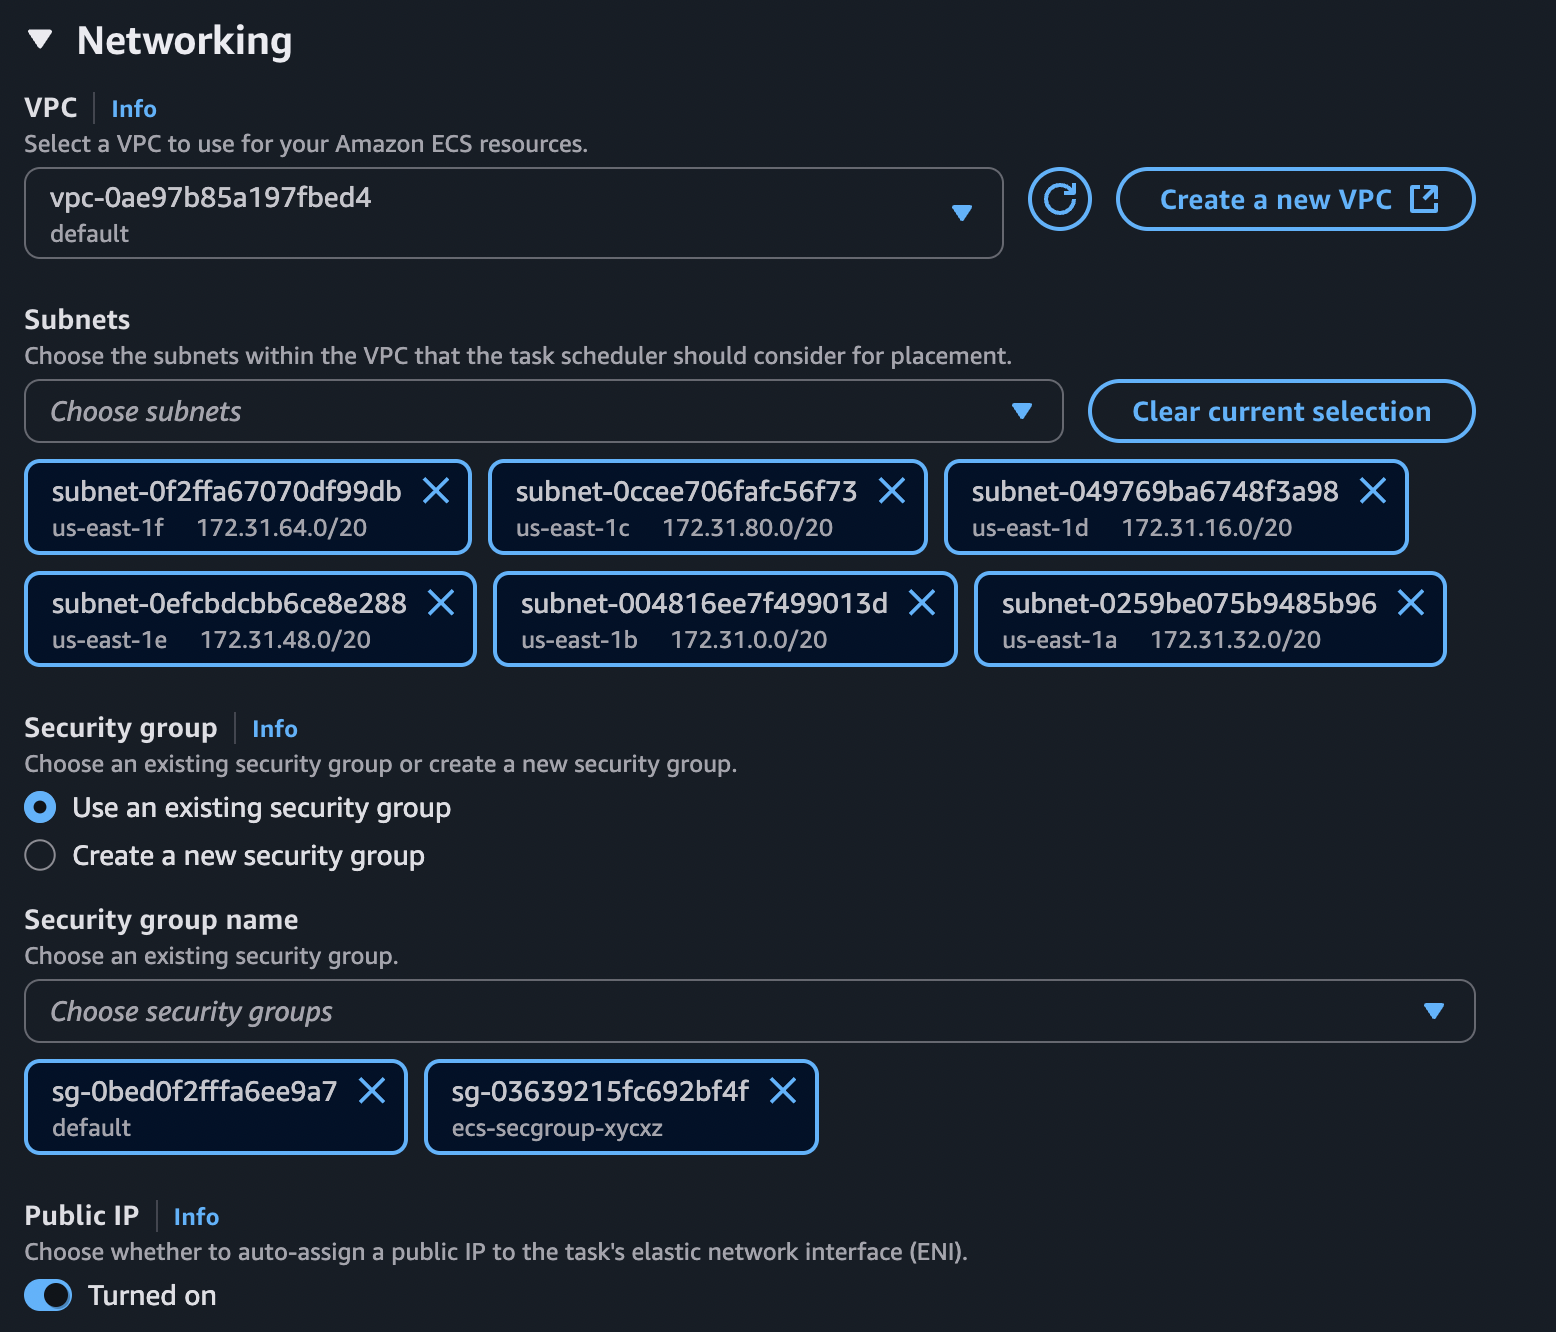 Networking
VPC Info
Select a VPC to use for your Amazon ECS resources.
vpc-0ae97b85a197fbed4
default
Create a new VPC
Subnets
Choose the subnets within the VPC that the task scheduler should consider for placement.
Choose subnets
Clear current selection
subnet-0f2ffa67070df99db
us-east-1f 172.31.64.0/20
subnet-0ccee706fafc56f73
us-east-1c 172.31.80.0/20
subnet-049769ba6748f3a98
us-east-1d 172.31.16.0/20
subnet-0efcbdcbb6ce8e288
us-east-1e 172.31.48.0/20
subnet-004816ee7f499013d
us-east-1b 172.31.0.0/20
subnet-0259be075b9485b96
us-east-1a 172.31.32.0/20
Security group Info
Choose an existing security group or create a new security group.
Use an existing security group
Create a new security group
Security group name
Choose an existing security group.
Choose security groups
sg-0bed0f2fffa6ee9a7
default
sg-03639215fc692bf4f
ecs-secgroup-xycxz
Public IP Info
Choose whether to auto-assign a public IP to the task's elastic network interface (ENI).
Turned on